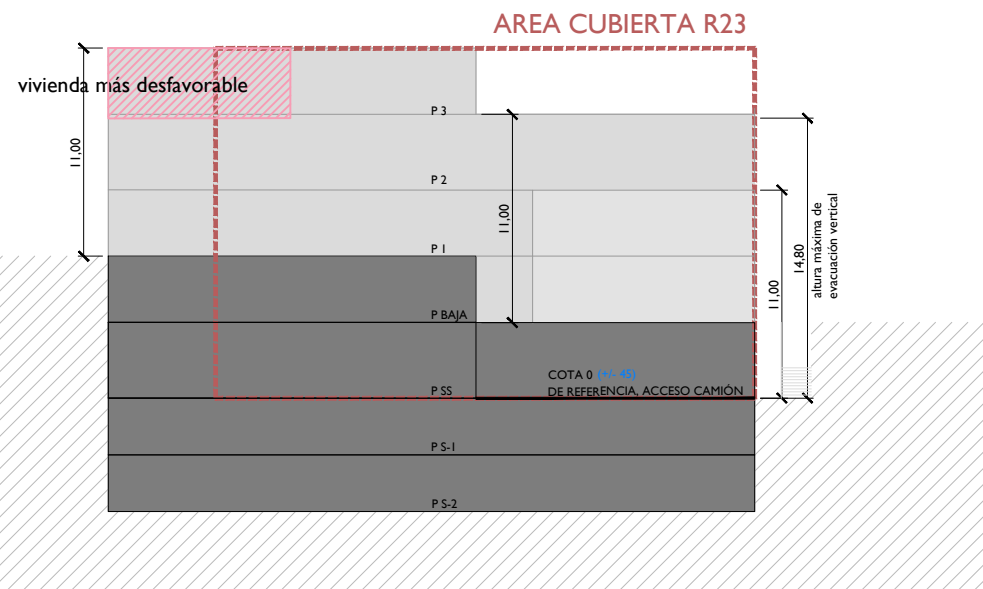 AREA CUBIERTA R23
vivienda más desfavorable
P 3
11,00
P 2
11,00
altura máxima de
evacuación vertical
14,80
11,00
P 1
P BAJA
COTA 0 (+/- 45)
P SS
DE REFERENCIA, ACCESO CAMIÓN
P S-1
P S-2